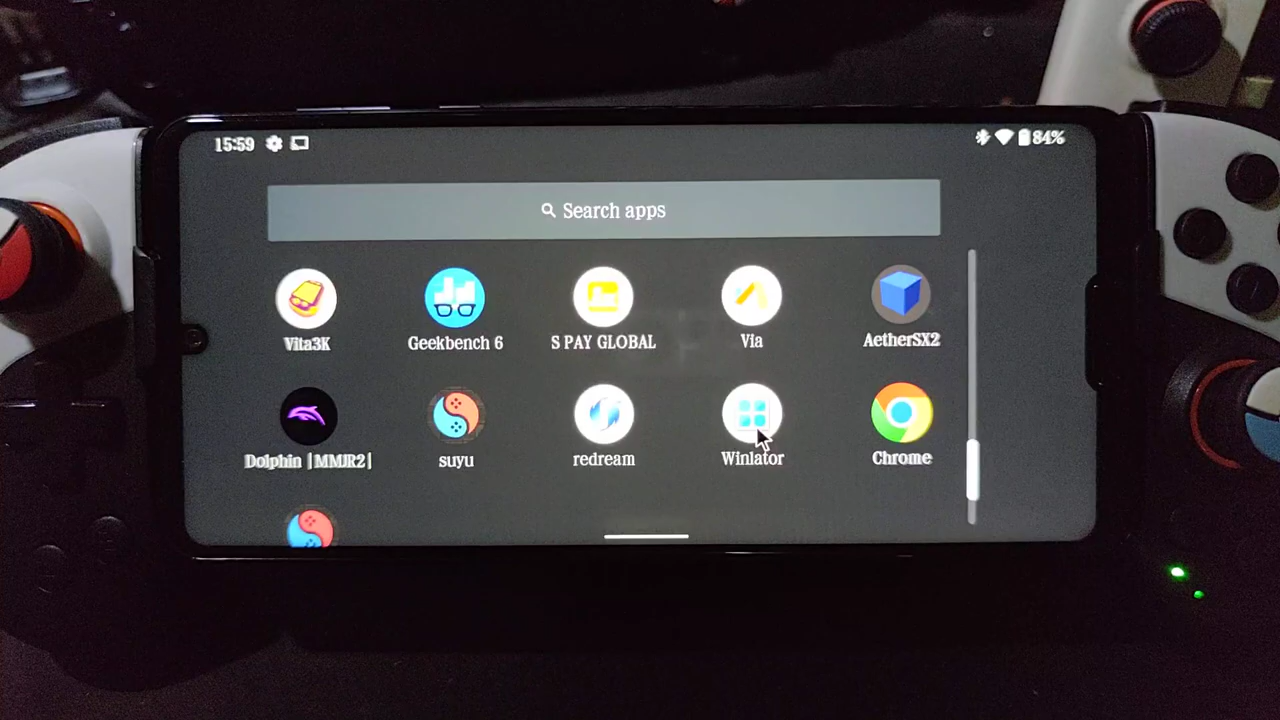 15:59
84%
Search apps
Vita3K
Geekbench 6
S PAY GLOBAL
Via
AetherSX2
Dolphin |MMJR2|
suyu
redream
Winlator
Chrome